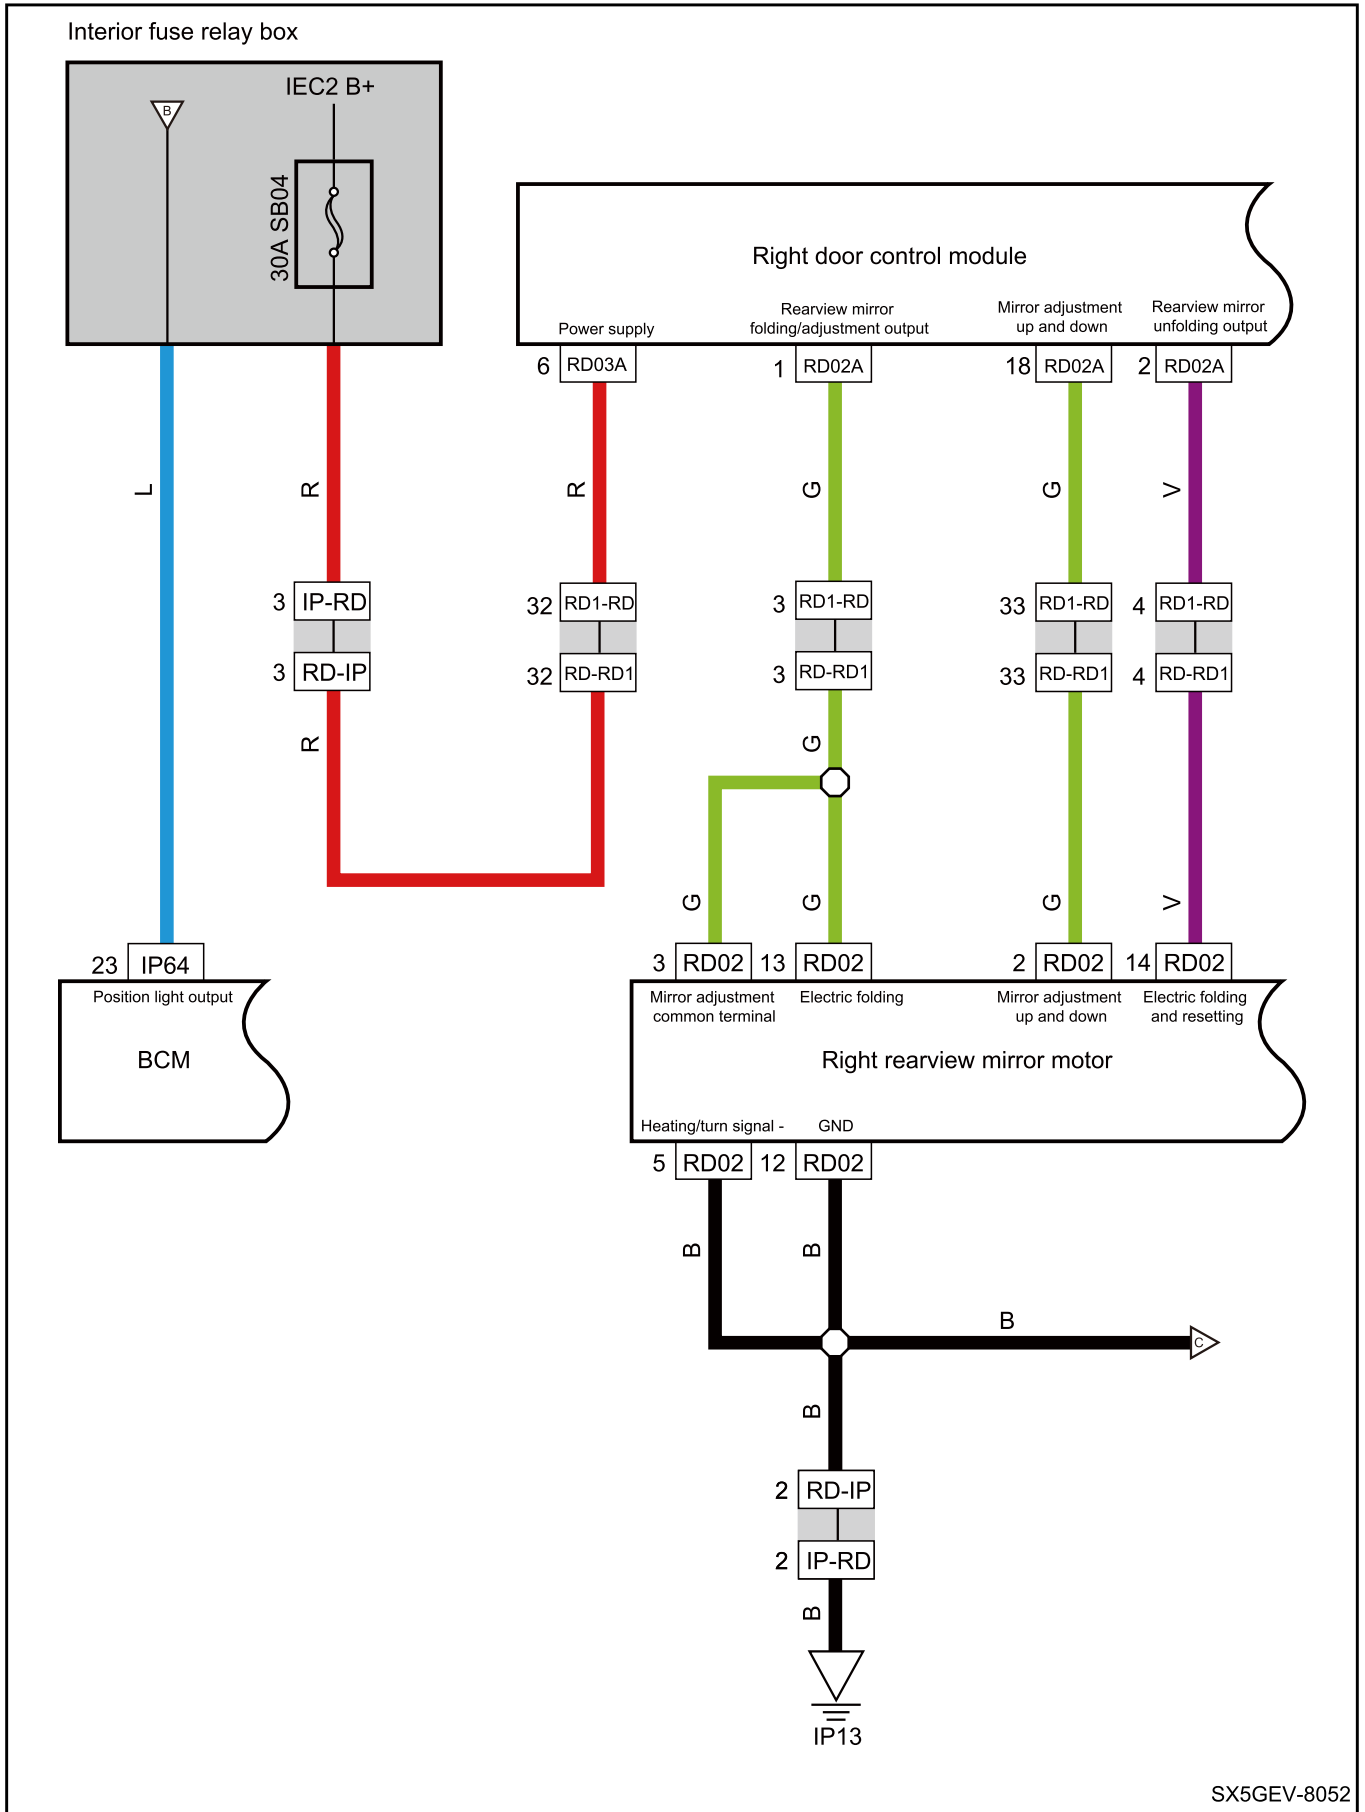 Interior fuse relay box
B
IEC2 B+
30A SB04
Right door control module
Power supply
Rearview mirror
folding/adjustment output
Mirror adjustment
up and down
Rearview mirror
unfolding output
6 RD03A
1 RD02A
18 RD02A
2 RD02A
L
R
R
G
G
V
3 IP-RD
32 RD1-RD
3 RD1-RD
33 RD1-RD
4 RD1-RD
3 RD-IP
32 RD-RD1
3 RD-RD1
33 RD-RD1
4 RD-RD1
R
G
G
G
G
V
23 IP64
3 RD02
13 RD02
2 RD02
14 RD02
Position light output
BCM
Mirror adjustment
common terminal
Electric folding
Mirror adjustment
up and down
Electric folding
and resetting
Right rearview mirror motor
Heating/turn signal -
GND
5 RD02
12 RD02
B
B
B
C
B
2 RD-IP
2 IP-RD
B
IP13
SX5GEV-8052